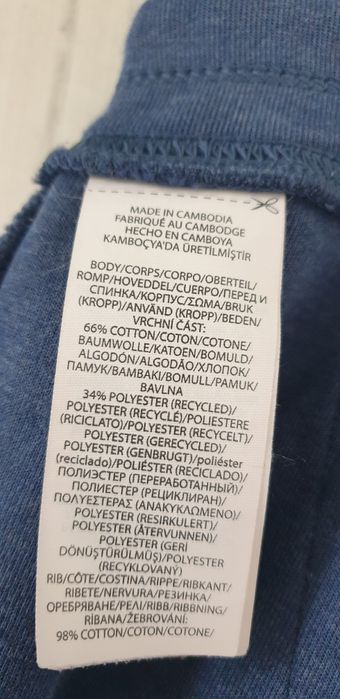 MADE IN CAMBODIA
FABRIQUÉ AU CAMBODGE
HECHO EN CAMBOYA
KAMBOÇYA'DA ÜRETİLMİŞTİR
BODY/CORPS/CORPO/OBERTEIL/
ROMP/HOVEDDEL/CUERPO/ПЕРЕД И
СПИНКА/КОРПУС/ΣΩΜΑ/BRUK
(KROPP)/ANVÄND (KROPP)/BEDEN/
VRCHNÍ ČÁST:
66% COTTON/COTON/COTONE/
BAUMWOLLE/KATOEN/BOMULD/
ALGODÓN/ALGODÃO/ХЛОПОК/
ПАМУК/BAMBAKI/BOMULL/PAMUK/
BAVLNA
34% POLYESTER (RECYCLED)/
POLYESTER (RECYCLÉ)/POLIESTERE
(RICICLATO)/POLYESTER (RECYCELT)/
POLYESTER (GERECYCLED)/
POLYESTER (GENBRUGT)/poliéster
(reciclado)/POLIÉSTER (RECICLADO)/
ПОЛИЭСТЕР (ПЕРЕРАБОТАННЫЙ)/
ПОЛИЕСТЕР (РЕЦИКЛИРАН)/
ΠΟΛΥΕΣΤΕΡΑΣ (ΑΝΑΚΥΚΛΩΜΕΝΟ)/
POLYESTER (RESIRKULERT)/
POLYESTER (ÅTERVUNNEN)/
POLYESTER (GERİ
DÖNÜŞTÜRÜLMÜŞ)/POLYESTER
(RECYKLOVANÝ)
RIB/CÔTE/COSTINA/RIPPE/RIBKANT/
RIBETE/NERVURA/РЕЗИНКА/
ОРЕБРЯВАНЕ/ΡΕΛΙ/RIBB/RIBBNING/
RİBANA/ŽEBROVÁNÍ:
98% COTTON/COTON/COTONE/